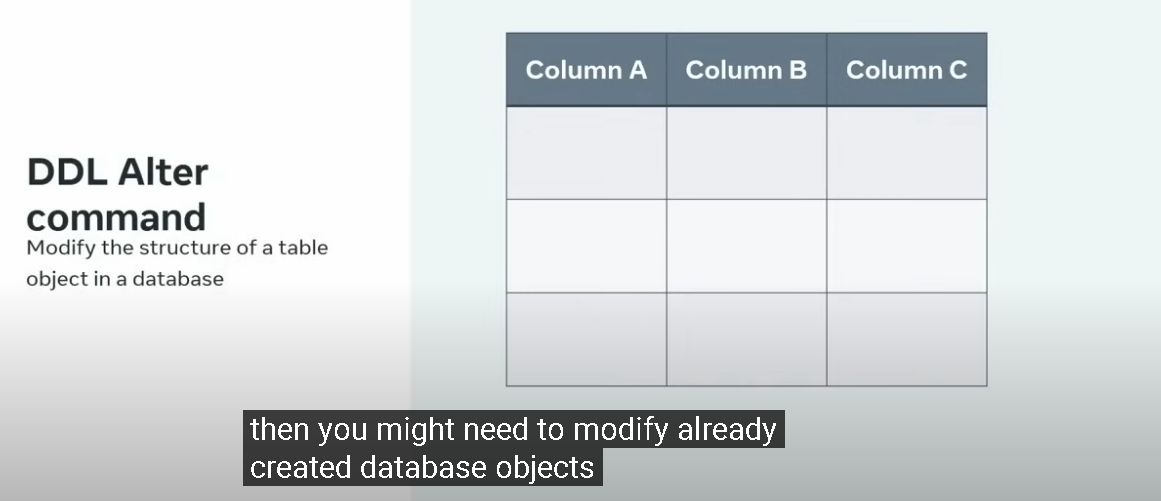 DDL Alter
command
Modify the structure of a table
object in a database
Column A Column B Column C
then you might need to modify already
created database objects